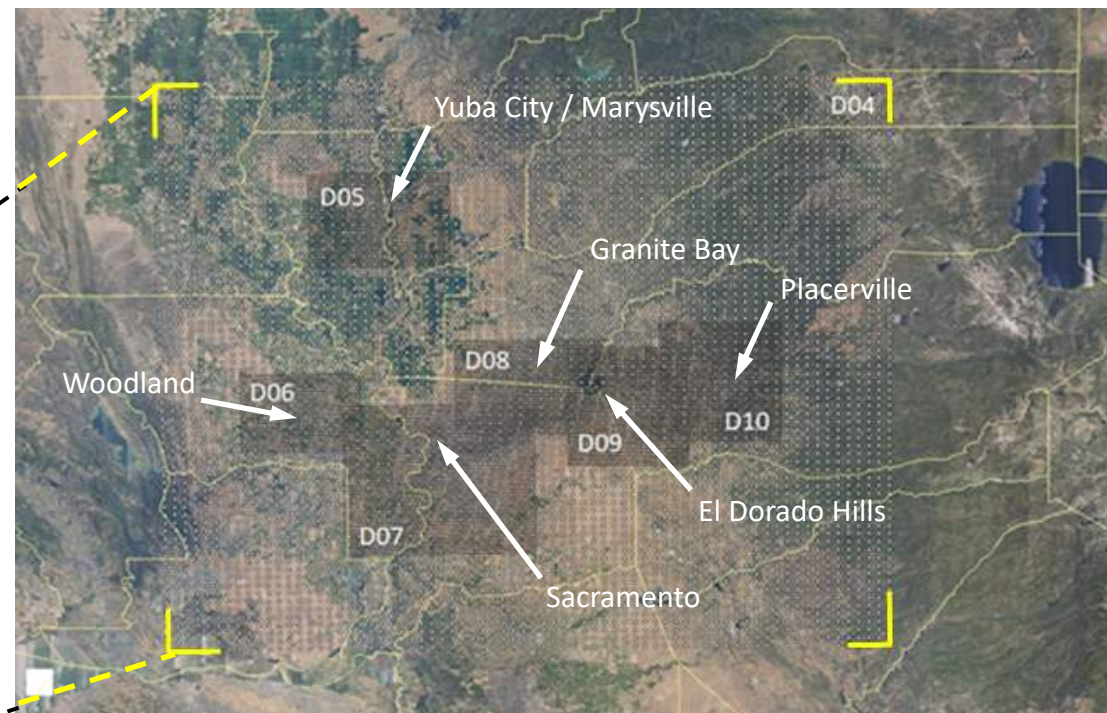 Yuba City / Marysville
D04
D05
Granite Bay
Placerville
D08
Woodland
D06
D10
D09
El Dorado Hills
D07
Sacramento